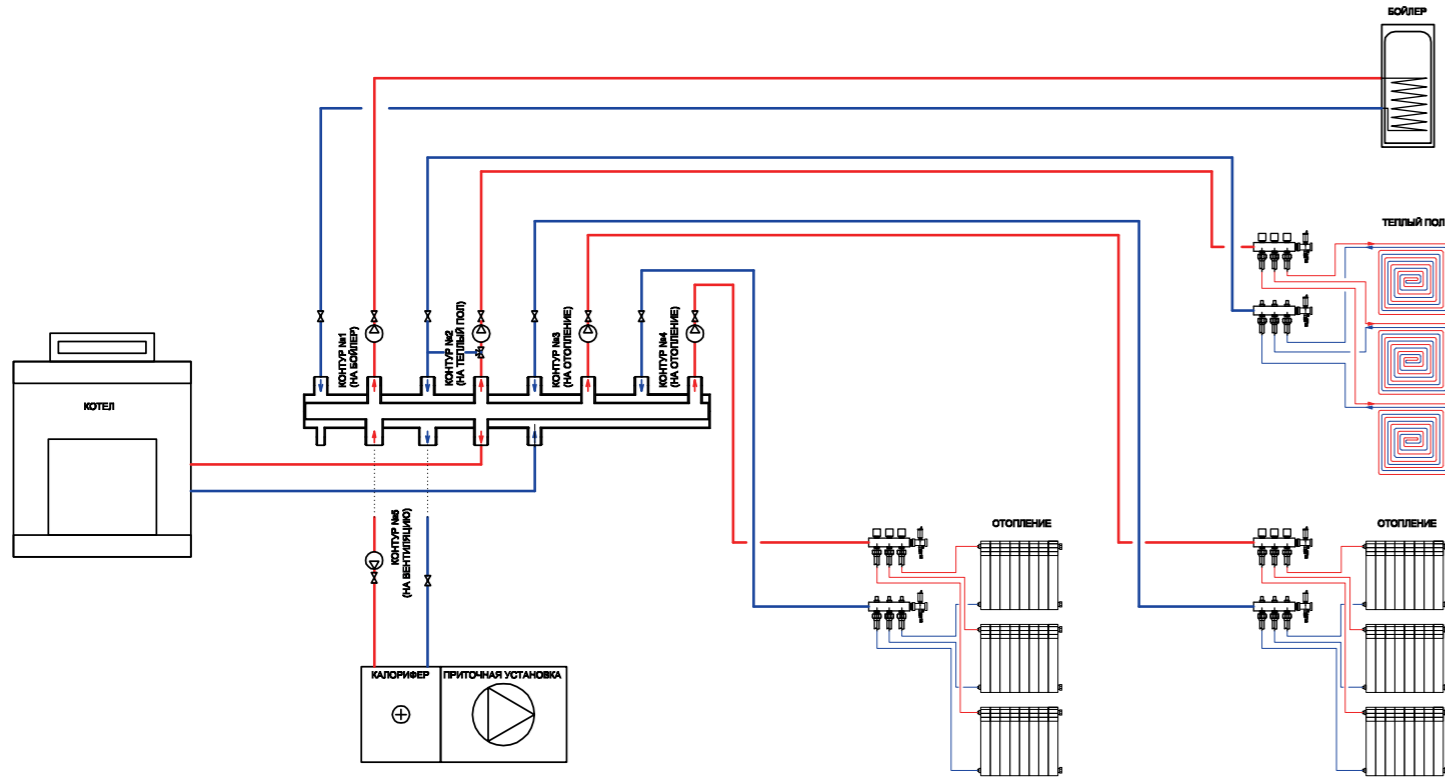 БОЙЛЕР
ТЕПЛЫЙ ПОЛ
КОНТУР №1
(НА БОЙЛЕР)
КОНТУР №2
(НА ТЕПЛЫЙ ПОЛ)
КОНТУР №3
(НА ОТОПЛЕНИЕ)
КОНТУР №4
(НА ОТОПЛЕНИЕ)
КОТЕЛ
КОНТУР №5
(НА ВЕНТИЛЯЦИЮ)
ОТОПЛЕНИЕ
ОТОПЛЕНИЕ
КАЛОРИФЕР
ПРИТОЧНАЯ УСТАНОВКА